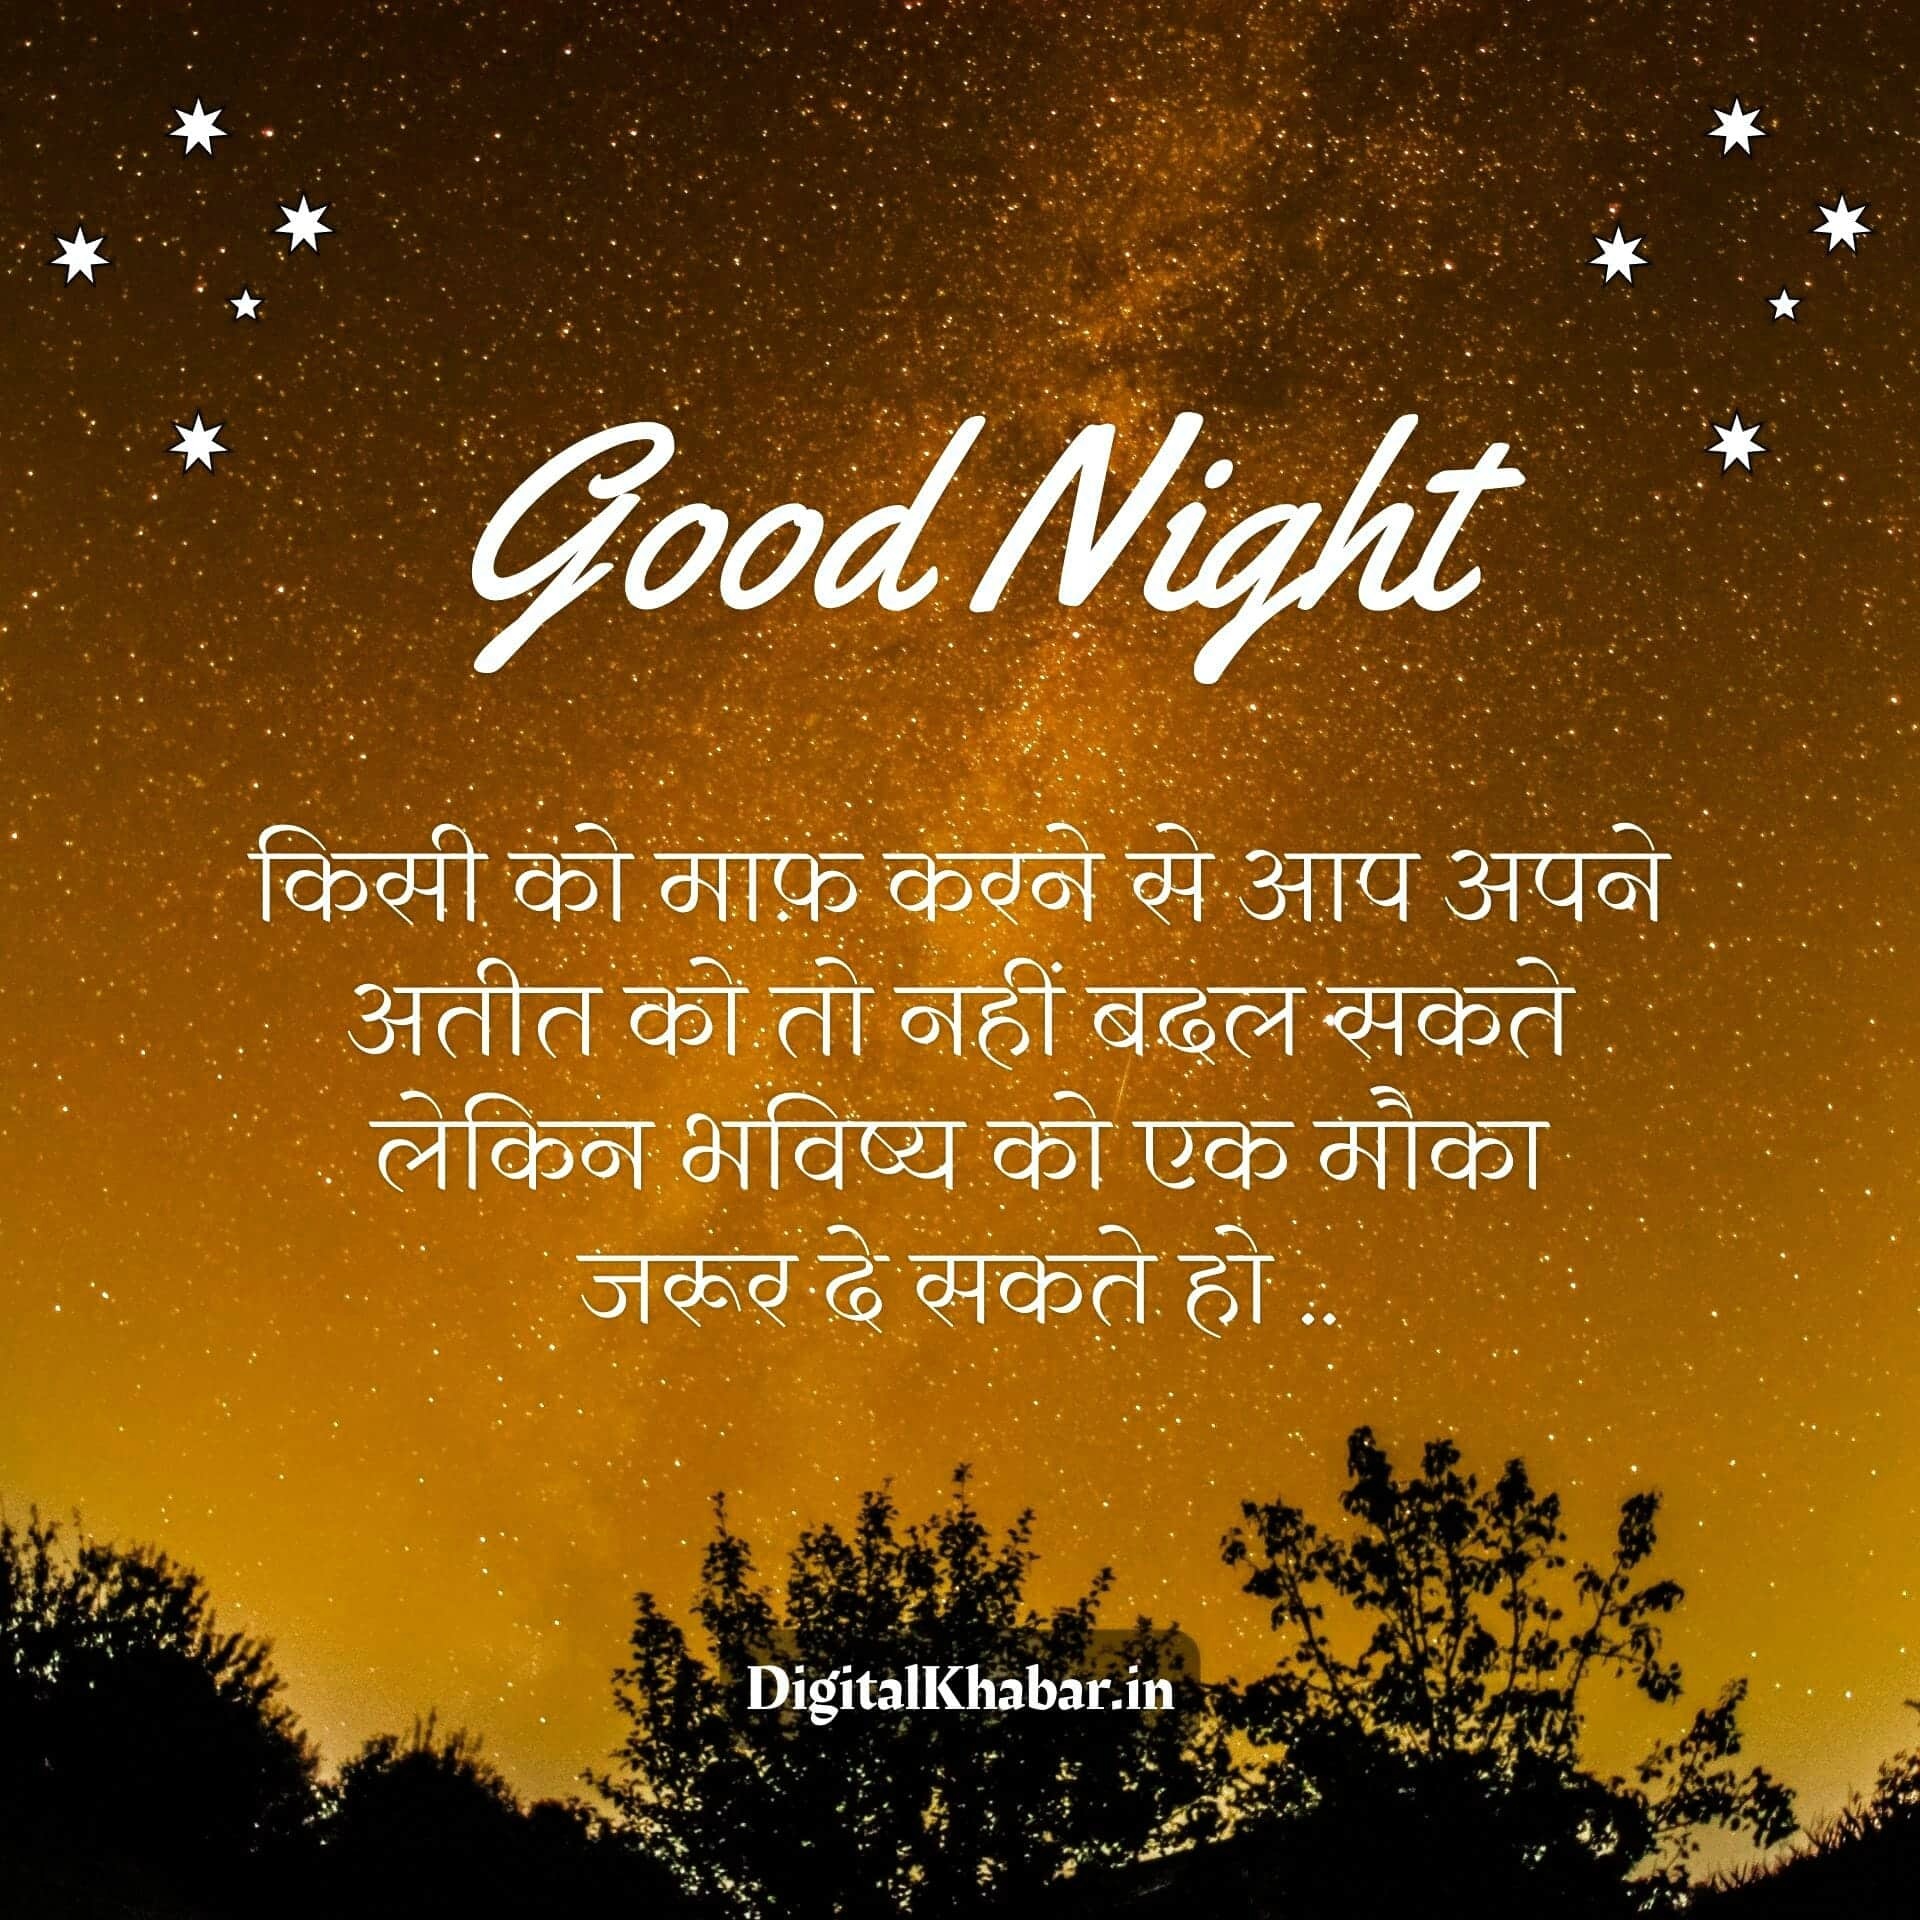 Good Night
किसी को माफ़ करने से आप अपने
अतीत को तो नहीं बदल सकते
लेकिन भविष्य को एक मौका
जरूर दे सकते हो ..
DigitalKhabar.in